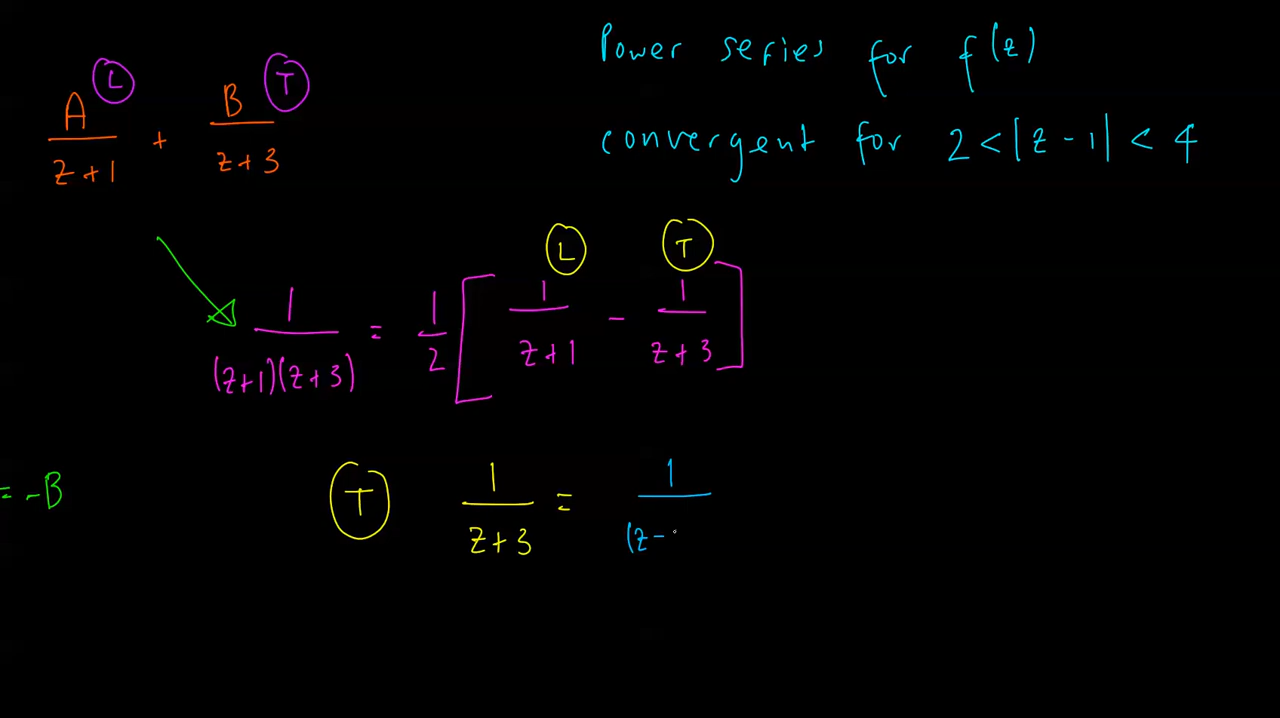 Power series for f(z)
convergent for 2 < |z - 1| < 4
A/(z+1) (L) + B/(z+3) (T)
(L) (T)
1/((z+1)(z+3)) = 1/2 [ 1/(z+1) - 1/(z+3) ]
= -B
(T) 1/(z+3) = 1/(z-